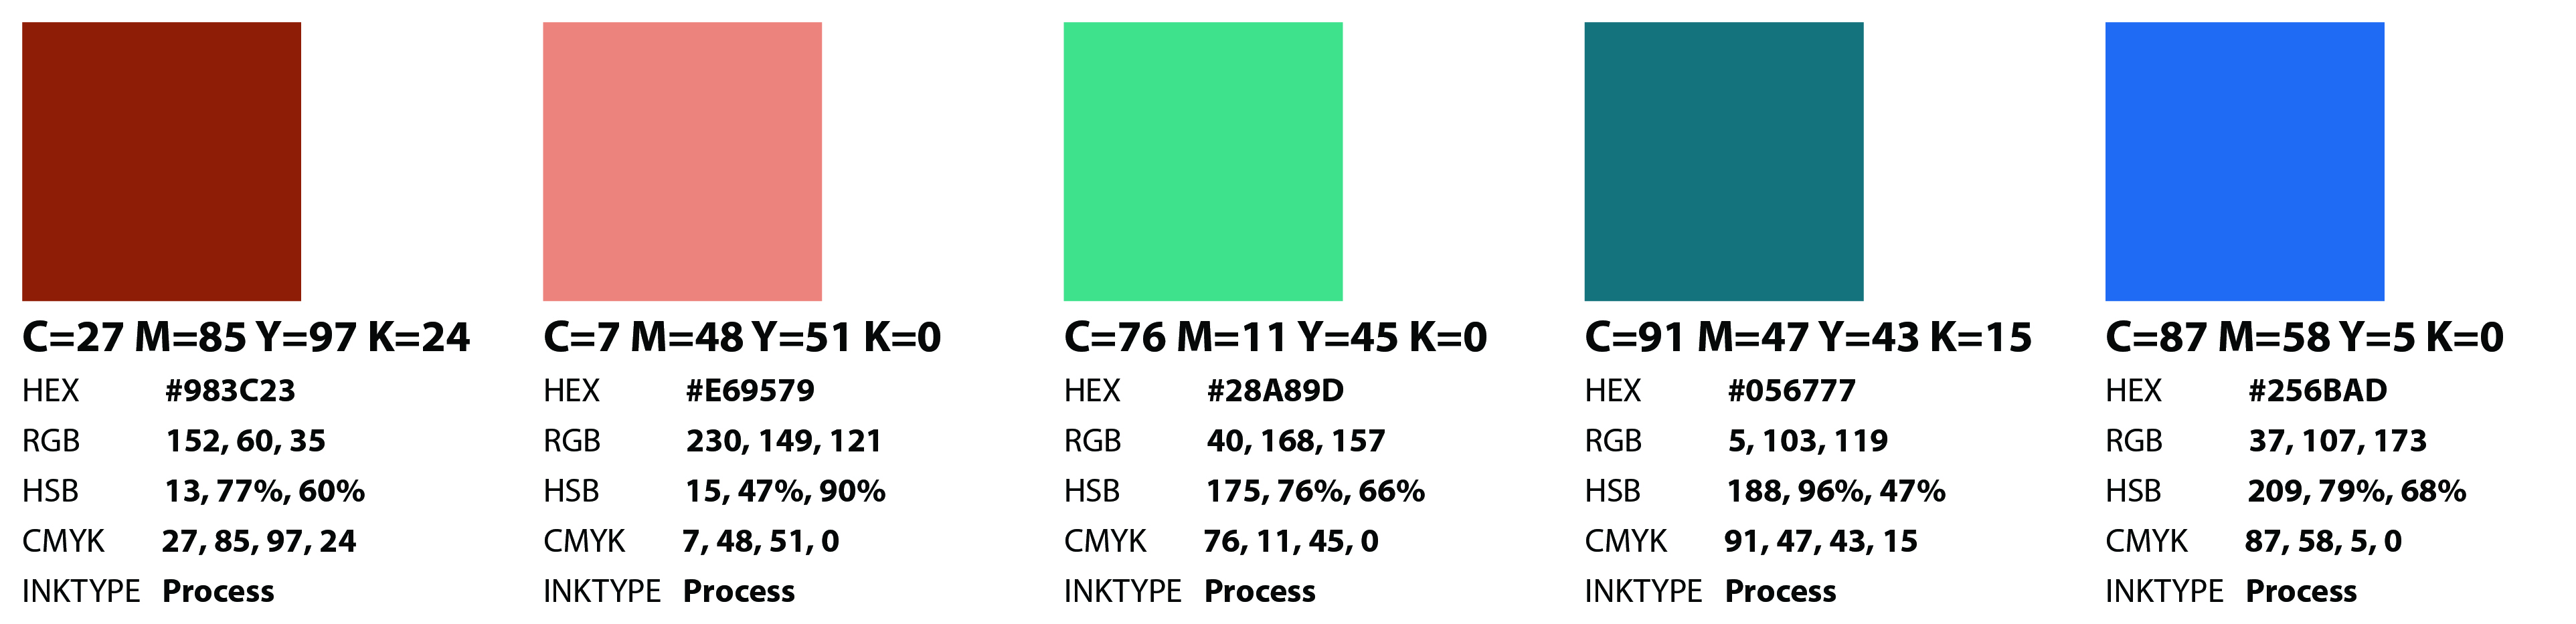 C=27 M=85 Y=97 K=24
HEX #983C23
RGB 152, 60, 35
HSB 13, 77%, 60%
CMYK 27, 85, 97, 24
INKTYPE Process
C=7 M=48 Y=51 K=0
HEX #E69579
RGB 230, 149, 121
HSB 15, 47%, 90%
CMYK 7, 48, 51, 0
INKTYPE Process
C=76 M=11 Y=45 K=0
HEX #28A89D
RGB 40, 168, 157
HSB 175, 76%, 66%
CMYK 76, 11, 45, 0
INKTYPE Process
C=91 M=47 Y=43 K=15
HEX #056777
RGB 5, 103, 119
HSB 188, 96%, 47%
CMYK 91, 47, 43, 15
INKTYPE Process
C=87 M=58 Y=5 K=0
HEX #256BAD
RGB 37, 107, 173
HSB 209, 79%, 68%
CMYK 87, 58, 5, 0
INKTYPE Process